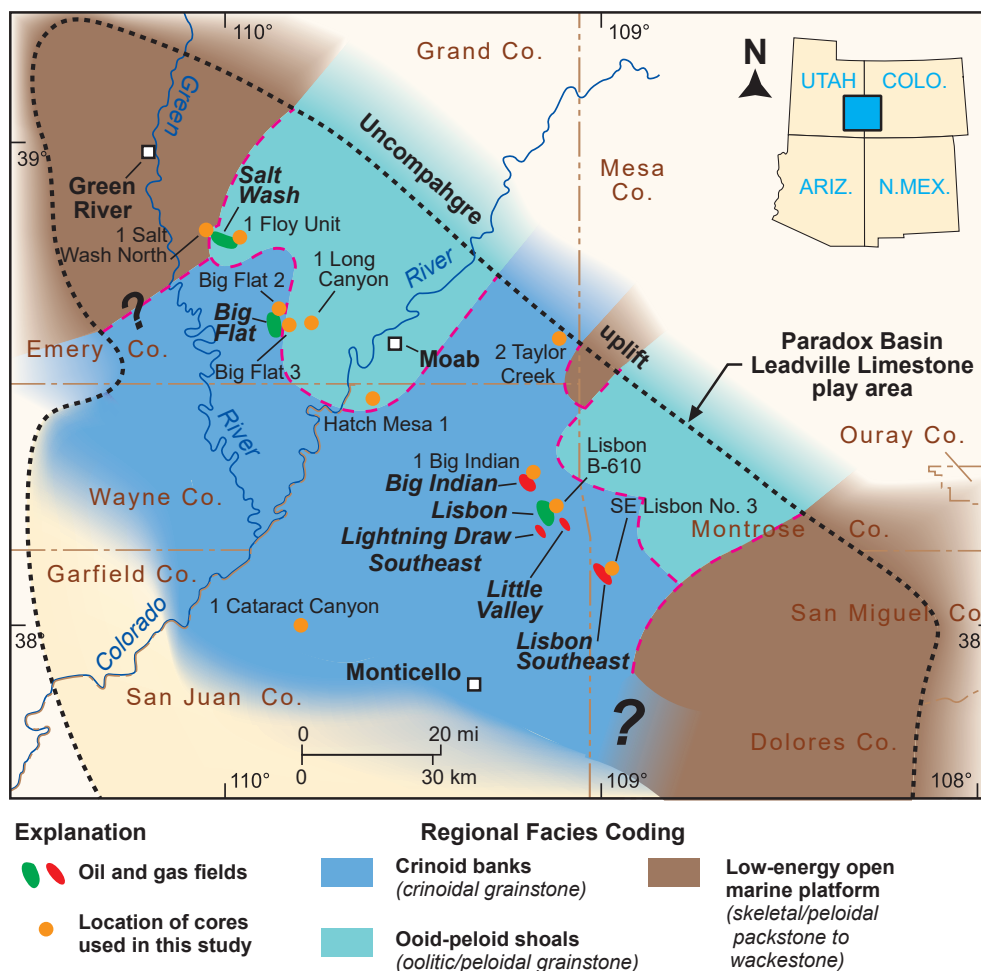 110°
109°
Grand Co.
N
UTAH
COLO.
ARIZ.
N.MEX.
Green
Uncompahgre
Mesa
Co.
39°
Green
River
Salt
Wash
1 Floy Unit
1 Salt
Wash North
1 Long
Canyon
River
Big Flat 2
Big
Flat
?
Emery Co.
Big Flat 3
Moab
2 Taylor
Creek
uplift
Paradox Basin
Leadville Limestone
play area
River
Hatch Mesa 1
Ouray Co.
Lisbon
B-610
1 Big Indian
Big Indian
Wayne Co.
Lisbon
SE Lisbon No. 3
Lightning Draw
Southeast
Montrose Co.
Garfield Co.
Little
Valley
1 Cataract Canyon
San Miguel Co
38°
38
Colorado
Lisbon
Southeast
Monticello
San Juan Co.
?
0 20 mi
0 30 km
Dolores Co.
110°
109°
108°
Explanation
Oil and gas fields
Location of cores
used in this study
Regional Facies Coding
Crinoid banks
(crinoidal grainstone)
Ooid-peloid shoals
(oolitic/peloidal grainstone)
Low-energy open
marine platform
(skeletal/peloidal
packstone to
wackestone)